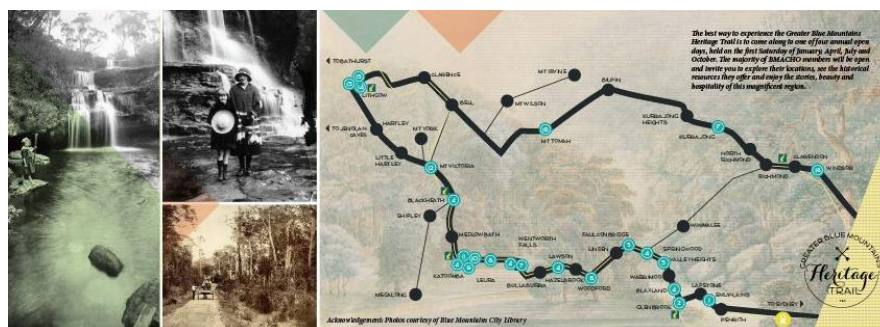 The best way to experience the Greater Blue Mountains
Heritage Trail is to come along to one of four annual open
days, held on the first Saturday of January, April, July and
October. The majority of BMACHO members will be open
and invite you to explore their locations, see the historical
resources they offer and enjoy the stories, beauty and
hospitality of this magnificent region.
TO BATHURST
LITHGOW
CLARENCE
BELL
MT IRVINE
MT WILSON
BILPIN
TO JENOLAN
CAVES
HARTLEY
MT YORK
LITTLE
HARTLEY
MT VICTORIA
MT TOMAH
KURRAJONG
HEIGHTS
KURRAJONG
NORTH
RICHMOND
RICHMOND
CLARENDON
WINDSOR
BLACKHEATH
SHIPLEY
MEDLOW BATH
MEGALONG
KATOOMBA
LEURA
WENTWORTH
FALLS
BULLABURRA
LAWSON
HAZELBROOK
WOODFORD
LINDEN
FAULCONBRIDGE
WINMALEE
SPRINGWOOD
VALLEY HEIGHTS
WARRIMOO
BLAXLAND
GLENBROOK
LAPSTONE
EMU PLAINS
PENRITH
TO SYDNEY
GREATER BLUE MOUNTAINS
Heritage
TRAIL
Acknowledgement: Photos courtesy of Blue Mountains City Library